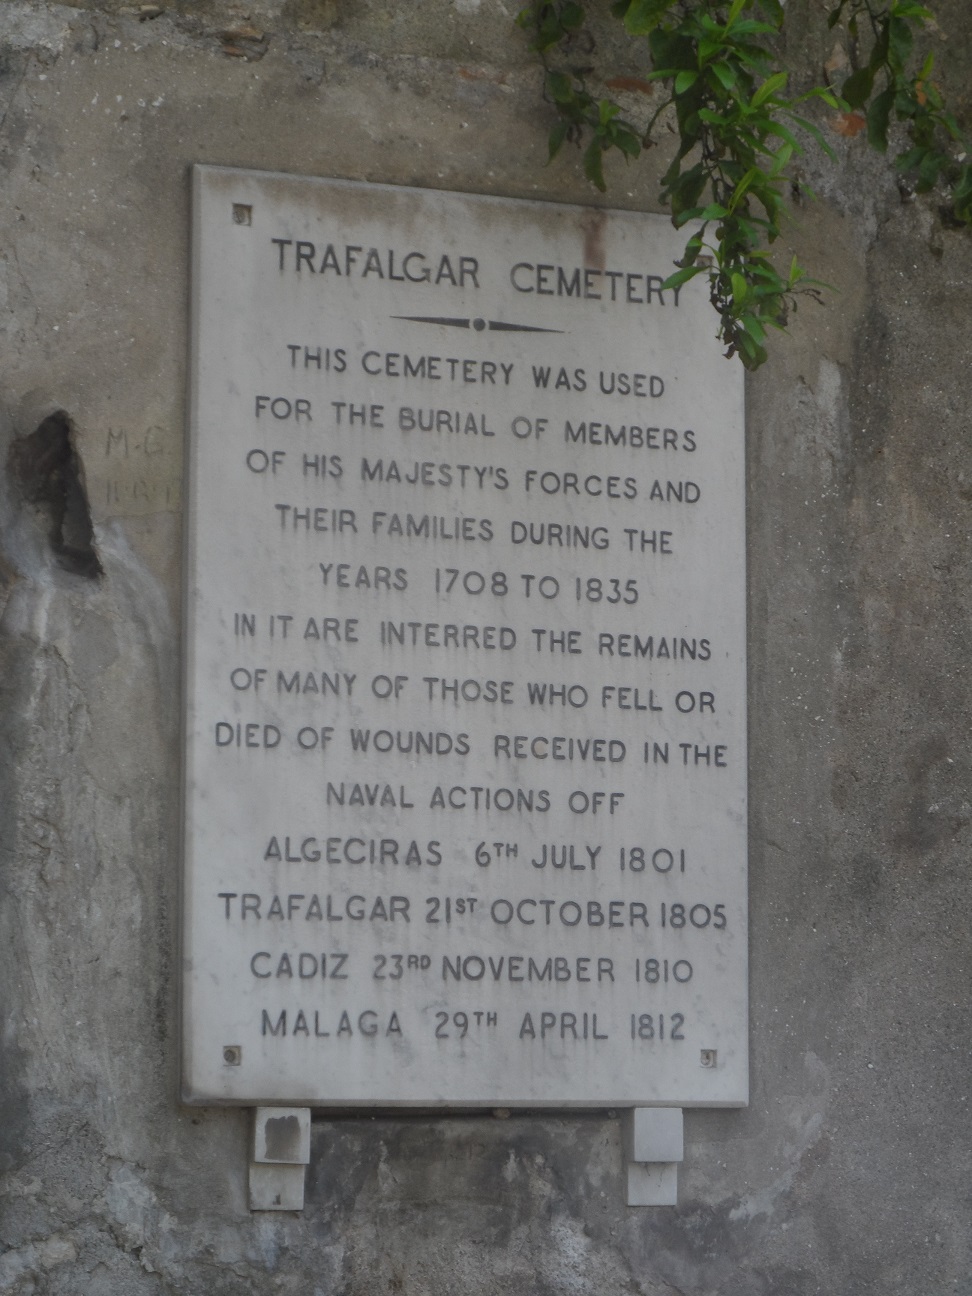 TRAFALGAR CEMETERY
THIS CEMETERY WAS USED
FOR THE BURIAL OF MEMBERS
OF HIS MAJESTY'S FORCES AND
THEIR FAMILIES DURING THE
YEARS 1708 TO 1835
IN IT ARE INTERRED THE REMAINS
OF MANY OF THOSE WHO FELL OR
DIED OF WOUNDS RECEIVED IN THE
NAVAL ACTIONS OFF
ALGECIRAS 6TH JULY 1801
TRAFALGAR 21ST OCTOBER 1805
CADIZ 23RD NOVEMBER 1810
MALAGA 29TH APRIL 1812